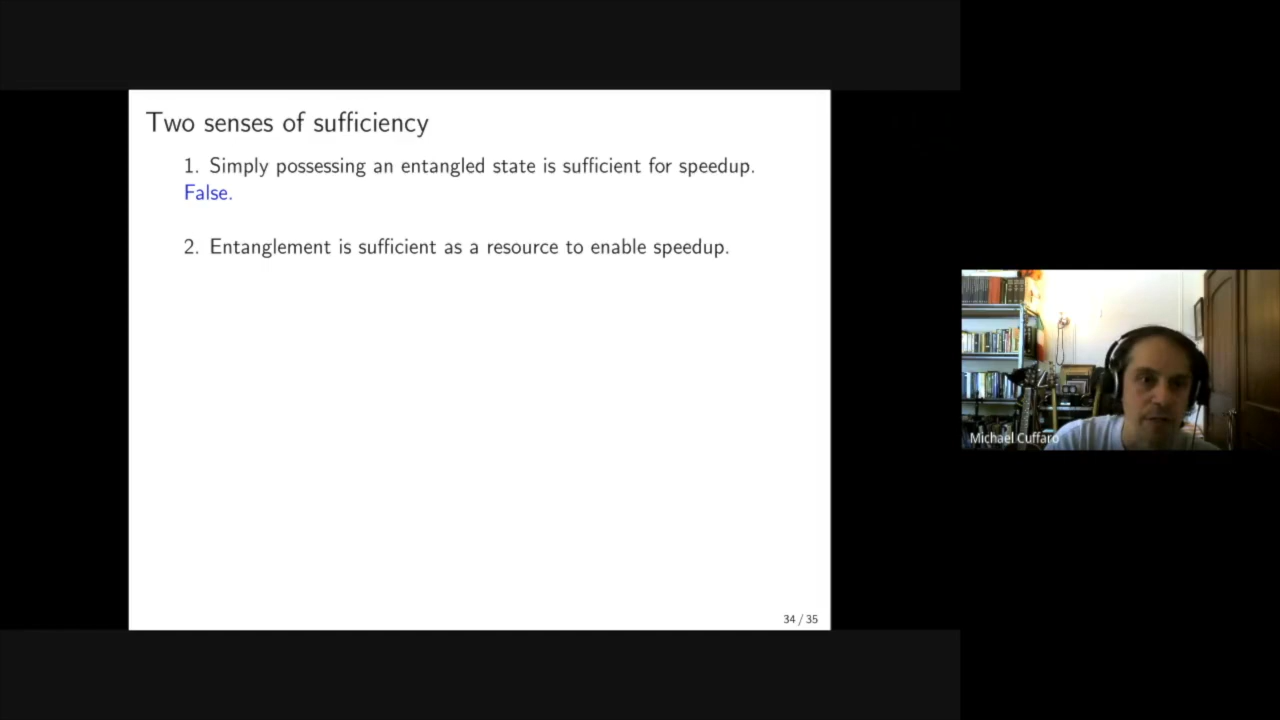 Two senses of sufficiency
1. Simply possessing an entangled state is sufficient for speedup.
False.
2. Entanglement is sufficient as a resource to enable speedup.
34 / 35
Michael Cuffaro